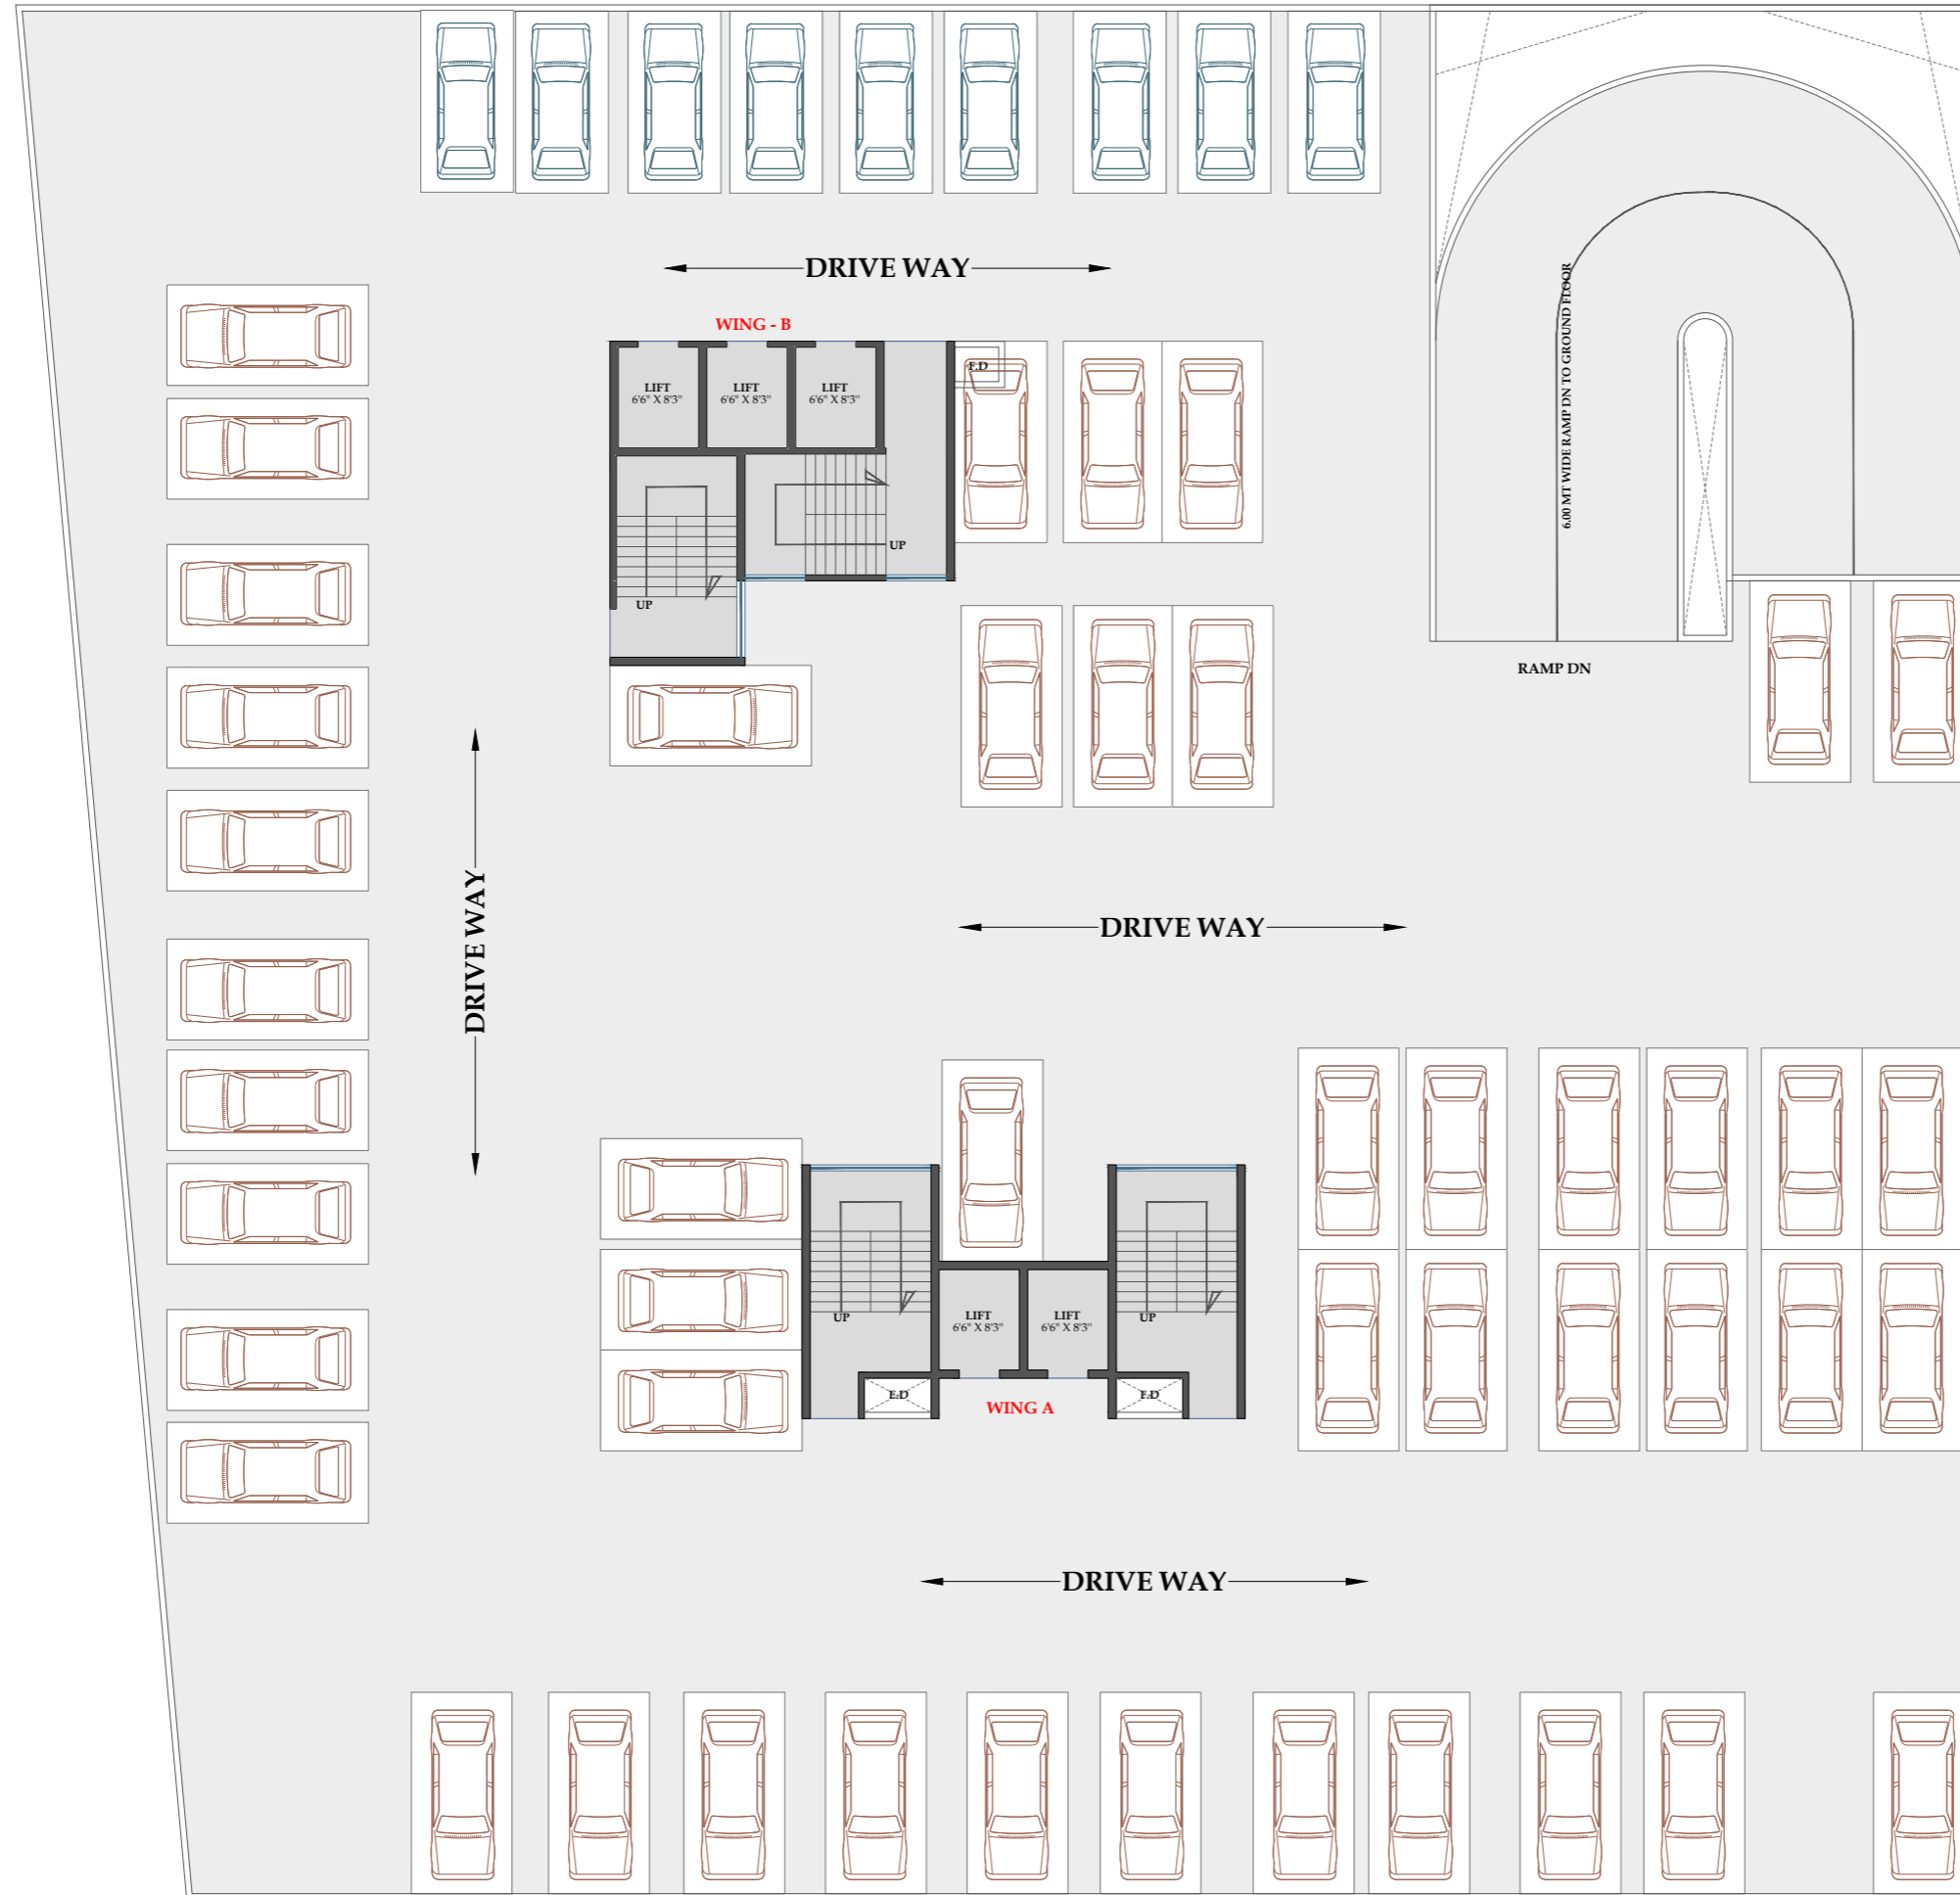 DRIVE WAY
WING - B
LIFT
6'6" X 8'3"
LIFT
6'6" X 8'3"
LIFT
6'6" X 8'3"
F.D
UP
UP
6.00 MT WIDE RAMP DN TO GROUND FLOOR
RAMP DN
DRIVE WAY
DRIVE WAY
UP
LIFT
6'6" X 8'3"
LIFT
6'6" X 8'3"
UP
E.D
F.D
WING A
DRIVE WAY